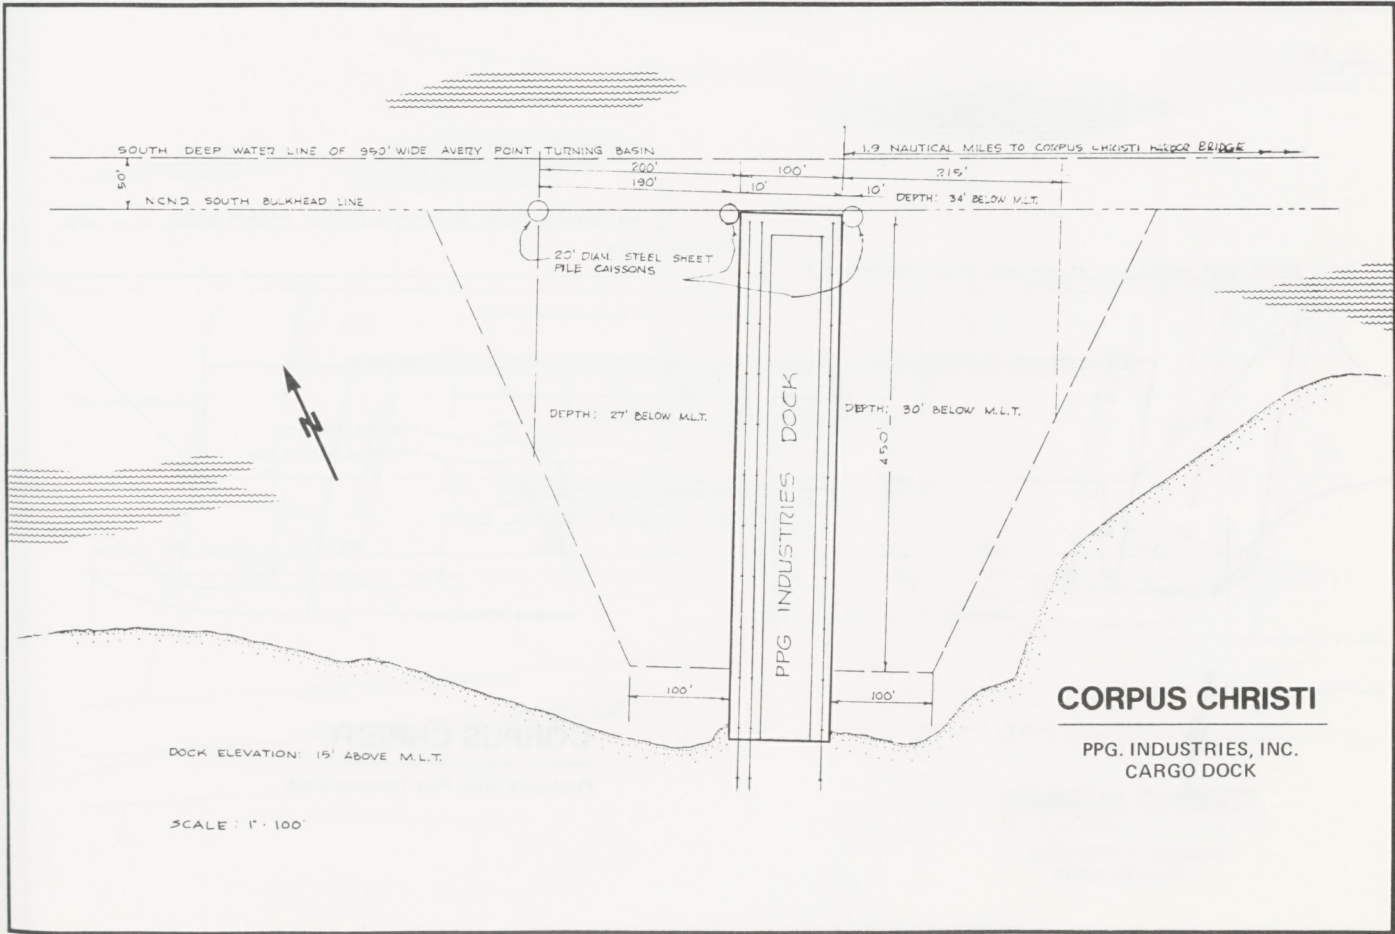 SOUTH DEEP WATER LINE OF 950' WIDE AVERY POINT TURNING BASIN
1.9 NAUTICAL MILES TO CORPUS CHRISTI HARBOR BRIDGE
50'
200'
100'
215'
190'
10'
10'
SOUTH BULKHEAD LINE
DEPTH: 34' BELOW M.L.T.
20' DIAM. STEEL SHEET
PILE CAISSONS
DEPTH: 27' BELOW M.L.T.
PPG INDUSTRIES DOCK
DEPTH: 30' BELOW M.L.T.
450'
N
100'
100'
CORPUS CHRISTI
PPG. INDUSTRIES, INC.
CARGO DOCK
DOCK ELEVATION: 15' ABOVE M.L.T.
SCALE: 1" · 100'